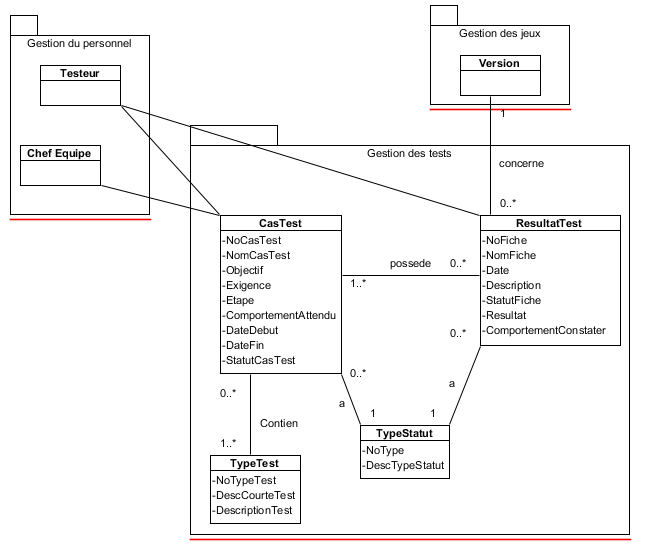 Gestion du personnel
Testeur
Chef Equipe
Gestion des jeux
Version
1
concerne
0..*
Gestion des tests
CasTest
-NoCasTest
-NomCasTest
-Objectif
-Exigence
-Etape
-ComportementAttendu
-DateDebut
-DateFin
-StatutCasTest
possede
0..*
1..*
ResultatTest
-NoFiche
-NomFiche
-Date
-Description
-StatutFiche
-Resultat
-ComportementConstater
0..*
a
1
0..*
a
1
0..*
Contien
1..*
TypeStatut
-NoType
-DescTypeStatut
TypeTest
-NoTypeTest
-DescCourteTest
-DescriptionTest